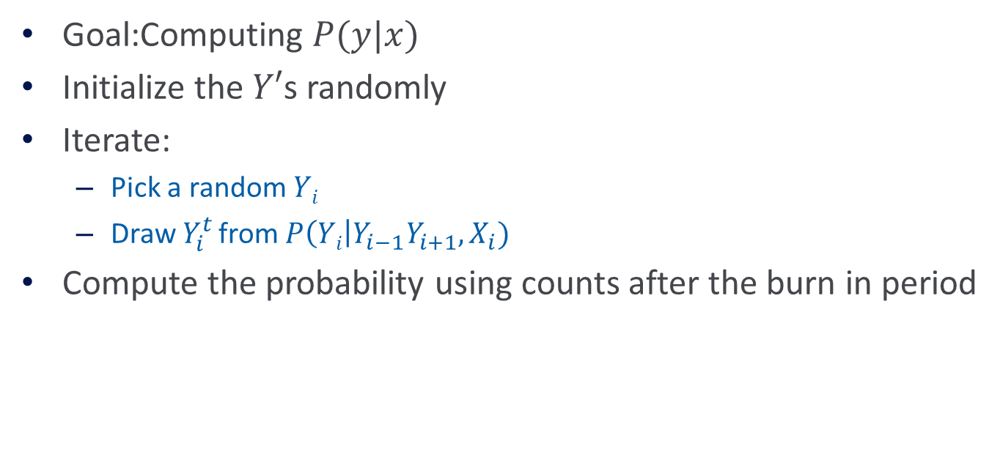 • Goal:Computing P(y|x)
• Initialize the Y′s randomly
• Iterate:
– Pick a random Y_i
– Draw Y_i^t from P(Y_i|Y_{i−1}Y_{i+1}, X_i)
• Compute the probability using counts after the burn in period